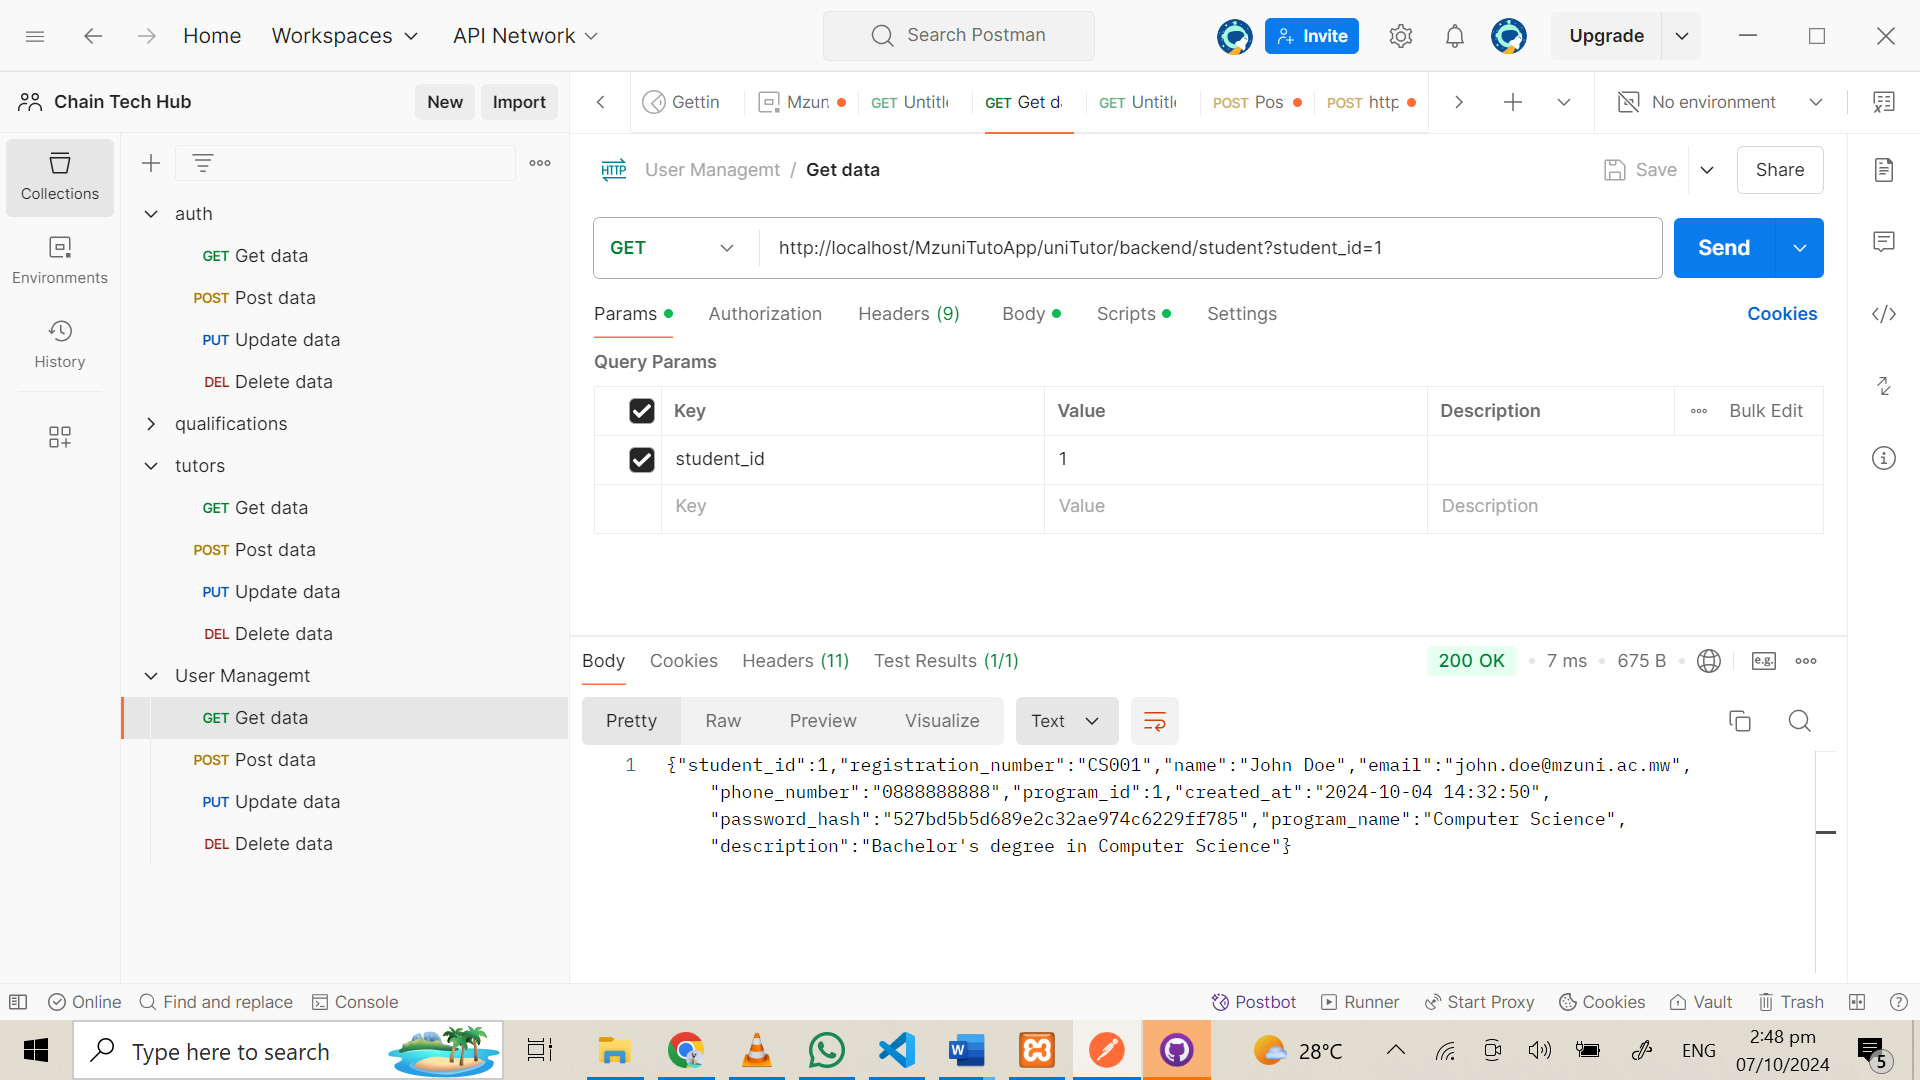 Home
Workspaces
API Network
Search Postman
Invite
Upgrade
Chain Tech Hub
New
Import
Gettin
Mzun
GET Untitle
GET Get da
GET Untitle
POST Pos
POST http
No environment
Collections
Environments
History
auth
GET Get data
POST Post data
PUT Update data
DEL Delete data
qualifications
tutors
GET Get data
POST Post data
PUT Update data
DEL Delete data
User Managemt
GET Get data
POST Post data
PUT Update data
DEL Delete data
HTTP User Managemt / Get data
Save
Share
GET
http://localhost/MzuniTutoApp/uniTutor/backend/student?student_id=1
Send
Params
Authorization
Headers (9)
Body
Scripts
Settings
Cookies
Query Params
Key Value Description Bulk Edit
student_id 1
Key Value Description
Body Cookies Headers (11) Test Results (1/1)
200 OK 7 ms 675 B e.g.
Pretty Raw Preview Visualize Text
1 {"student_id":1,"registration_number":"CS001","name":"John Doe","email":"john.doe@mzuni.ac.mw",
"phone_number":"0888888888","program_id":1,"created_at":"2024-10-04 14:32:50",
"password_hash":"527bd5b5d689e2c32ae974c6229ff785","program_name":"Computer Science",
"description":"Bachelor's degree in Computer Science"}
Online Find and replace Console
Postbot Runner Start Proxy Cookies Vault Trash
Type here to search
28°C
ENG
2:48 pm
07/10/2024
5